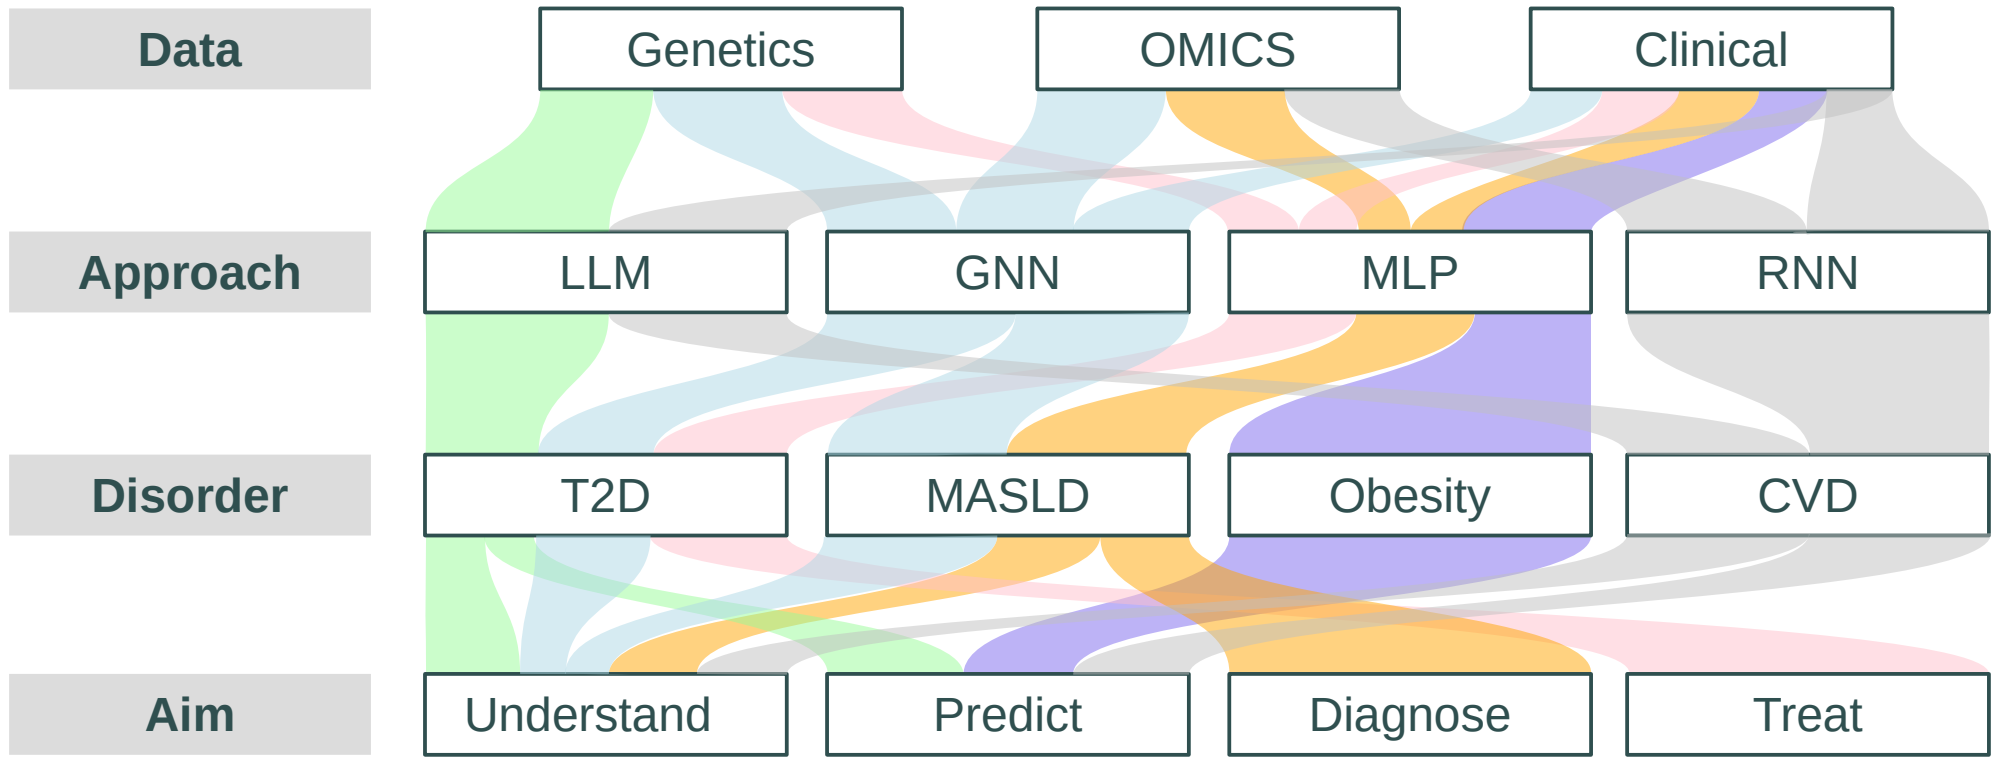 Data
Genetics
OMICS
Clinical
Approach
LLM
GNN
MLP
RNN
Disorder
T2D
MASLD
Obesity
CVD
Aim
Understand
Predict
Diagnose
Treat